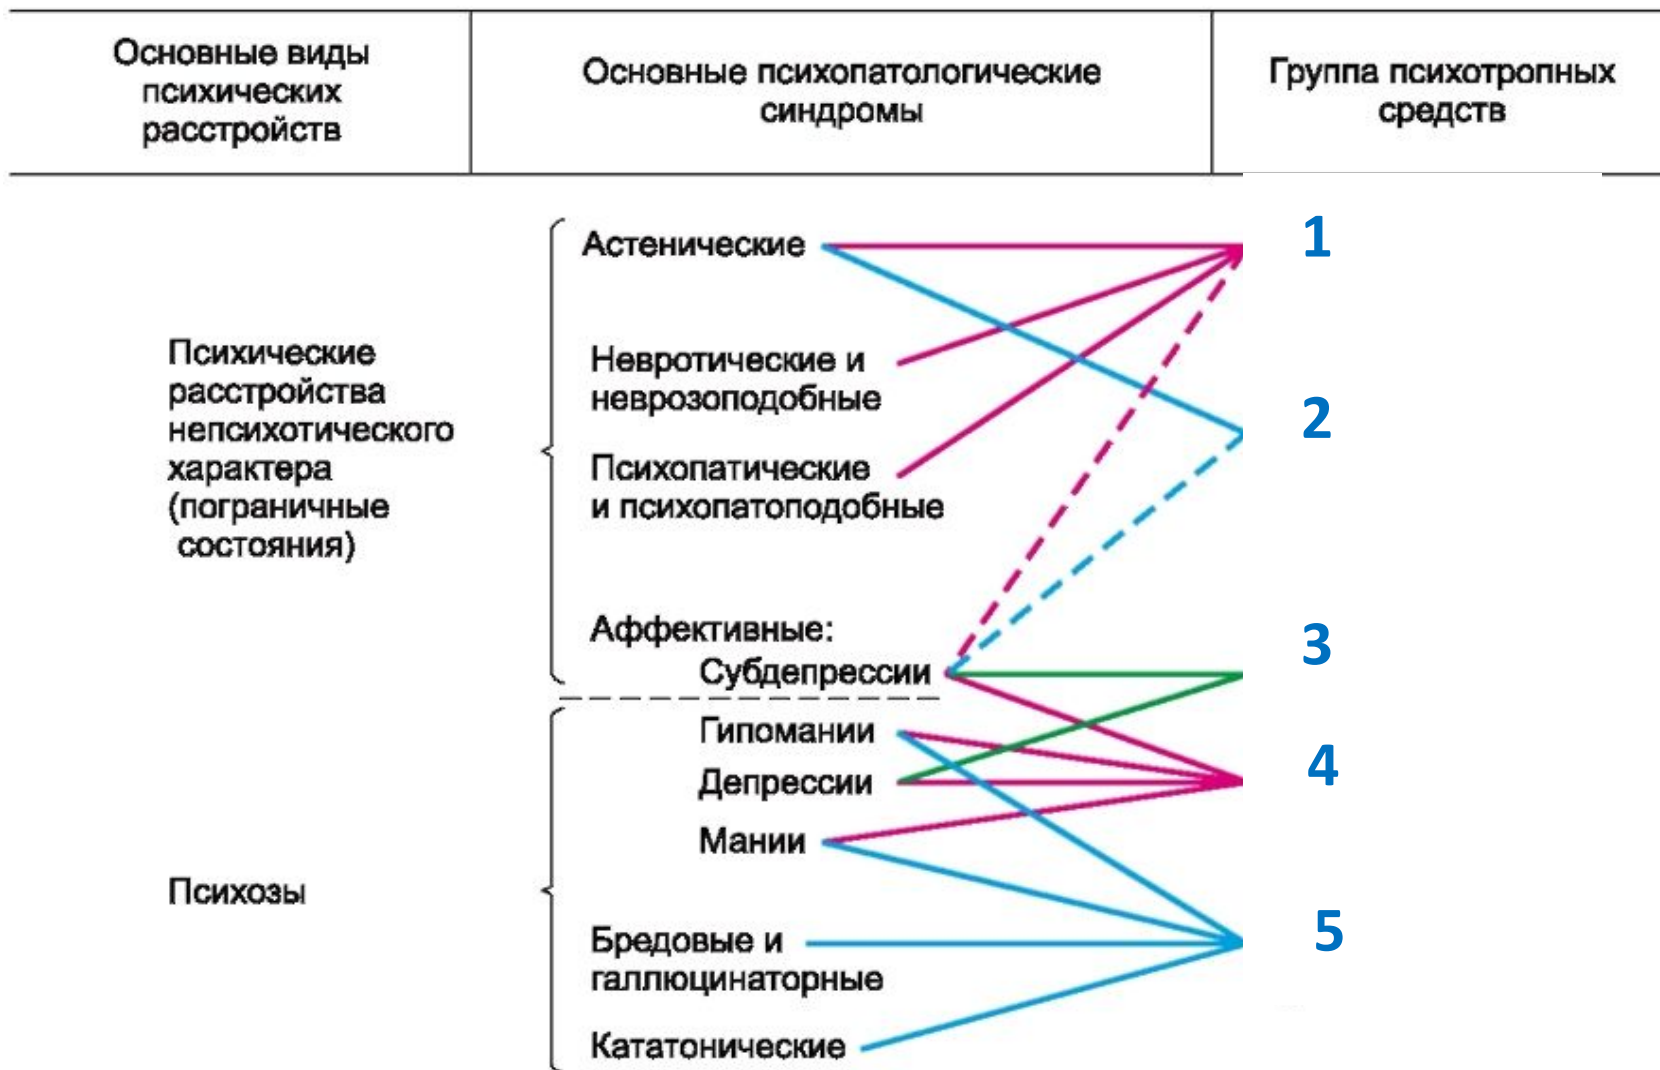 Основные виды
психических
расстройств
Основные психопатологические
синдромы
Группа психотропных
средств
Психические
расстройства
непсихотического
характера
(пограничные
состояния)
Астенические
Невротические и
неврозоподобные
Психопатические
и психопатоподобные
Аффективные:
Субдепрессии
Психозы
Гипомании
Депрессии
Мании
Бредовые и
галлюцинаторные
Кататонические
1
2
3
4
5